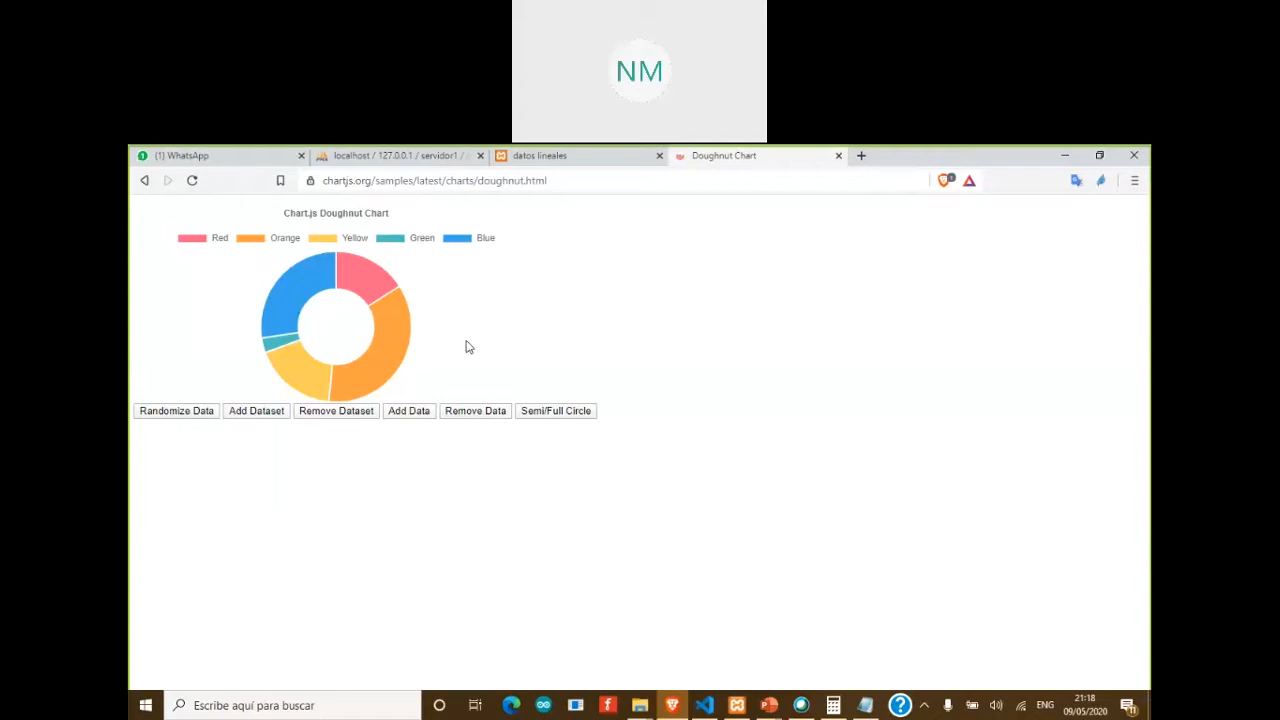 NM
(1) WhatsApp
localhost / 127.0.0.1 / servidor1 /
datos lineales
Doughnut Chart
chartjs.org/samples/latest/charts/doughnut.html
Chart.js Doughnut Chart
Red Orange Yellow Green Blue
Randomize Data Add Dataset Remove Dataset Add Data Remove Data Semi/Full Circle
Escribe aquí para buscar
ENG
21:18
09/05/2020